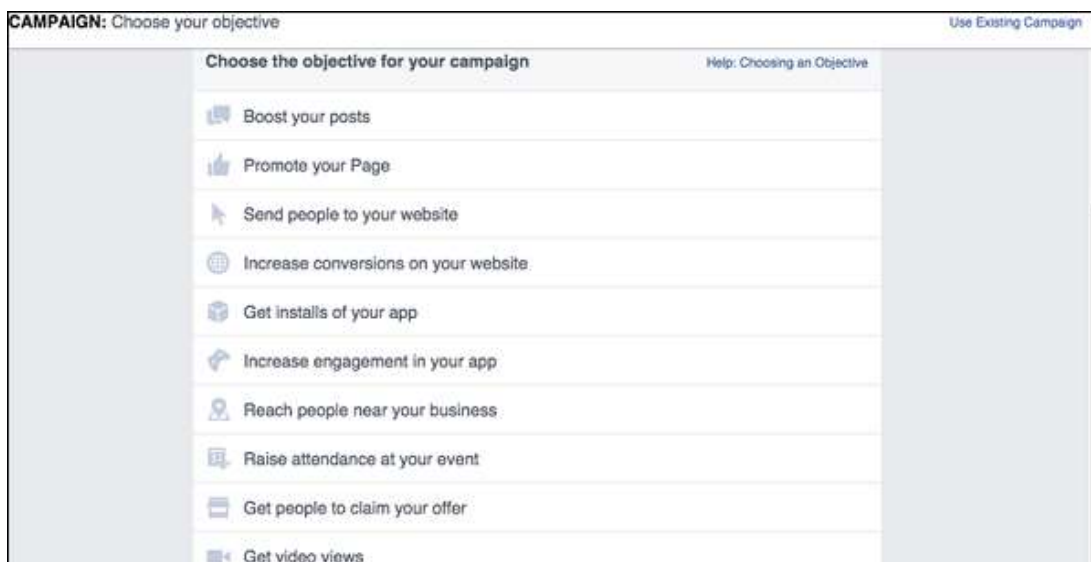 CAMPAIGN: Choose your objective Use Existing Campaign
Choose the objective for your campaign Help: Choosing an Objective
Boost your posts
Promote your Page
Send people to your website
Increase conversions on your website
Get installs of your app
Increase engagement in your app
Reach people near your business
Raise attendance at your event
Get people to claim your offer
Get video views